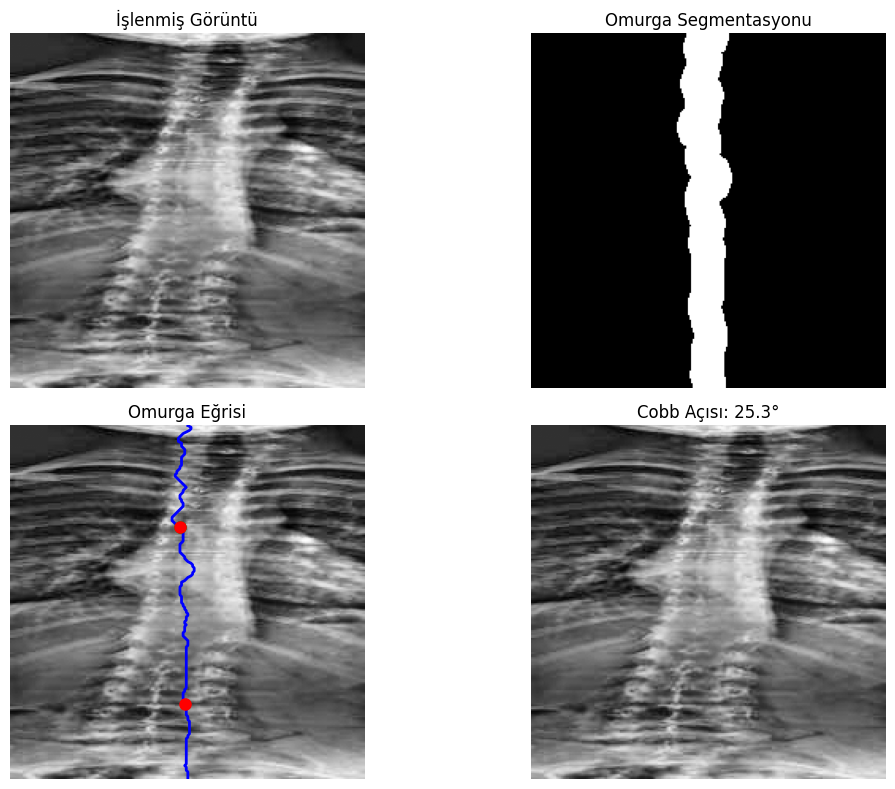 İşlenmiş Görüntü
Omurga Segmentasyonu
Omurga Eğrisi
Cobb Açısı: 25.3°